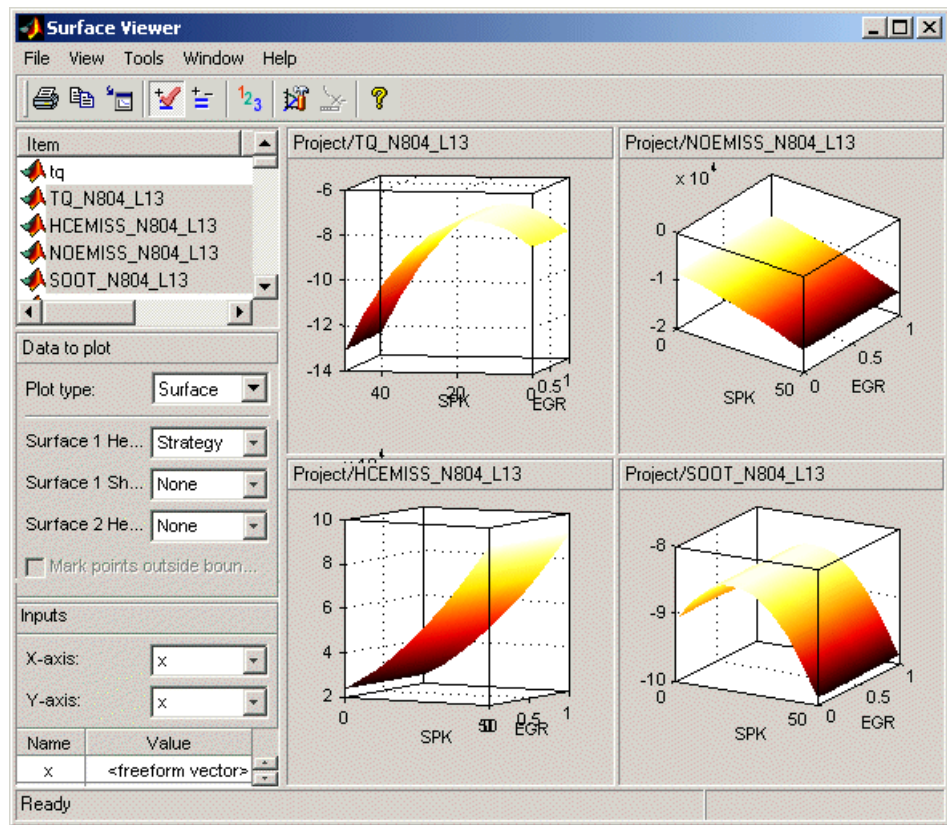 Surface Viewer
File View Tools Window Help
1 2 3
?
Item
tq
TQ_N804_L13
HCEMISS_N804_L13
NOEMISS_N804_L13
SOOT_N804_L13
Data to plot
Plot type: Surface
Surface 1 He... Strategy
Surface 1 Sh... None
Surface 2 He... None
Mark points outside boun...
Inputs
X-axis: x
Y-axis: x
Name Value
x <freeform vector>
Ready
Project/TQ_N804_L13
-6
-8
-10
-12
-14
40 20 0 0.5 1
SPK EGR
Project/NOEMISS_N804_L13
x 10
0
-1
-2
0 50 0 0.5 1
SPK EGR
Project/HCEMISS_N804_L13
10
8
6
4
2
0 50 0.5 1
SPK EGR
Project/SOOT_N804_L13
-8
-9
-10
0 50 0 0.5 1
SPK EGR